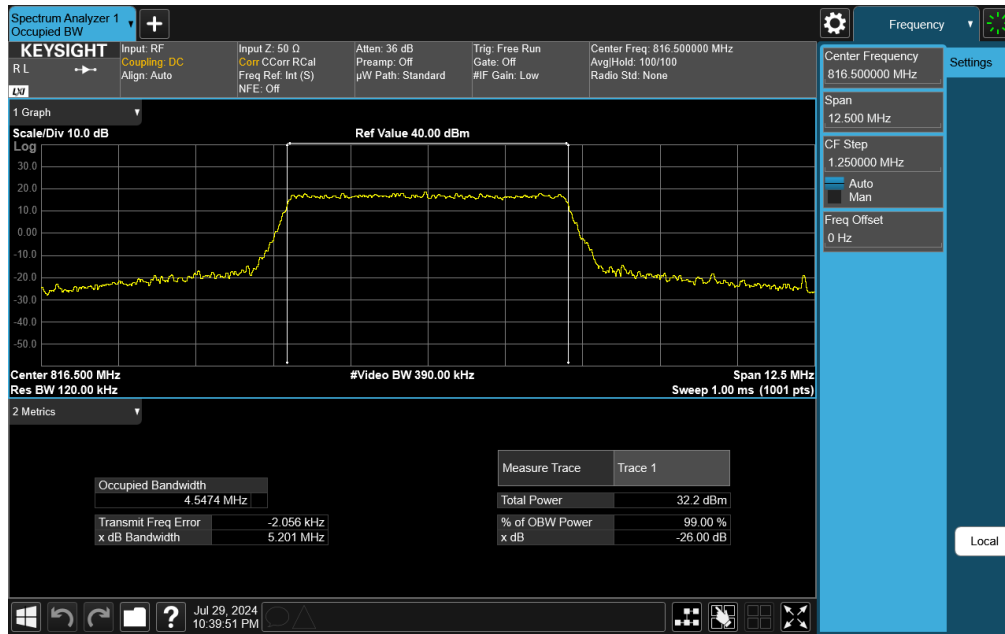 Spectrum Analyzer 1
Occupied BW
Frequency
KEYSIGHT
R L
LXI
Input: RF
Coupling: DC
Align: Auto
Input Z: 50 Ω
Corr CCorr RCal
Freq Ref: Int (S)
NFE: Off
Atten: 36 dB
Preamp: Off
µW Path: Standard
Trig: Free Run
Gate: Off
#IF Gain: Low
Center Freq: 816.500000 MHz
Avg|Hold: 100/100
Radio Std: None
Center Frequency
816.500000 MHz
Settings
Span
12.500 MHz
CF Step
1.250000 MHz
Auto
Man
Freq Offset
0 Hz
Local
1 Graph
Scale/Div 10.0 dB
Ref Value 40.00 dBm
Log
30.0
20.0
10.0
0.00
-10.0
-20.0
-30.0
-40.0
-50.0
Center 816.500 MHz
#Video BW 390.00 kHz
Span 12.5 MHz
Res BW 120.00 kHz
Sweep 1.00 ms (1001 pts)
2 Metrics
Occupied Bandwidth
4.5474 MHz
Transmit Freq Error -2.056 kHz
x dB Bandwidth 5.201 MHz
Measure Trace Trace 1
Total Power 32.2 dBm
% of OBW Power 99.00 %
x dB -26.00 dB
?
Jul 29, 2024
10:39:51 PM